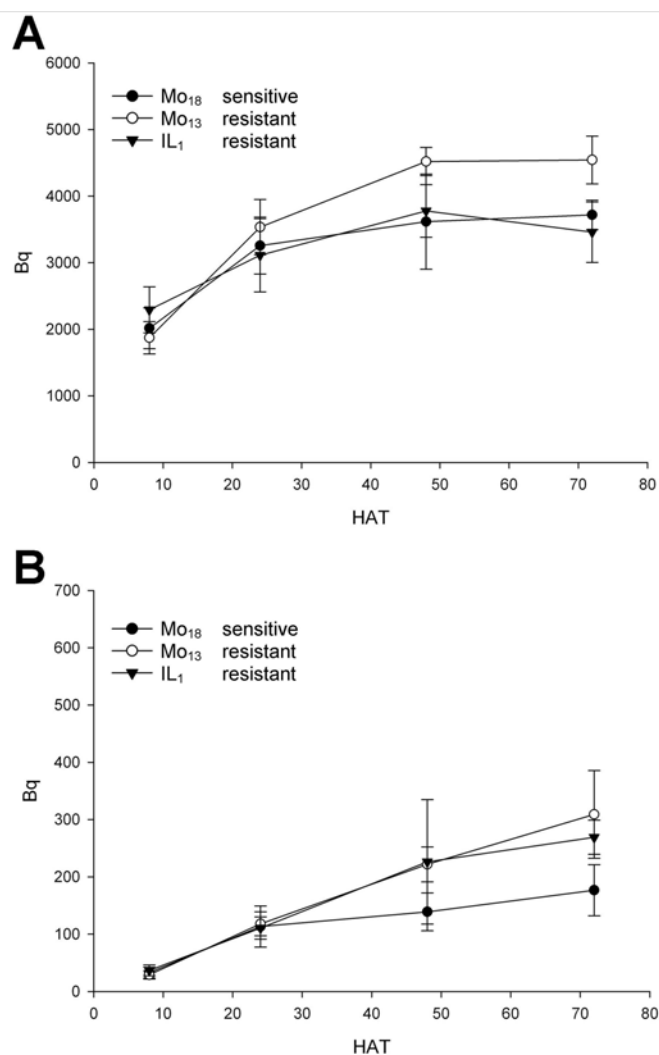 A
6000
5000
4000
3000
2000
1000
0
Bq
Mo18 sensitive
Mo13 resistant
IL1 resistant
0 10 20 30 40 50 60 70 80
HAT
B
700
600
500
400
300
200
100
0
Bq
Mo18 sensitive
Mo13 resistant
IL1 resistant
0 10 20 30 40 50 60 70 80
HAT